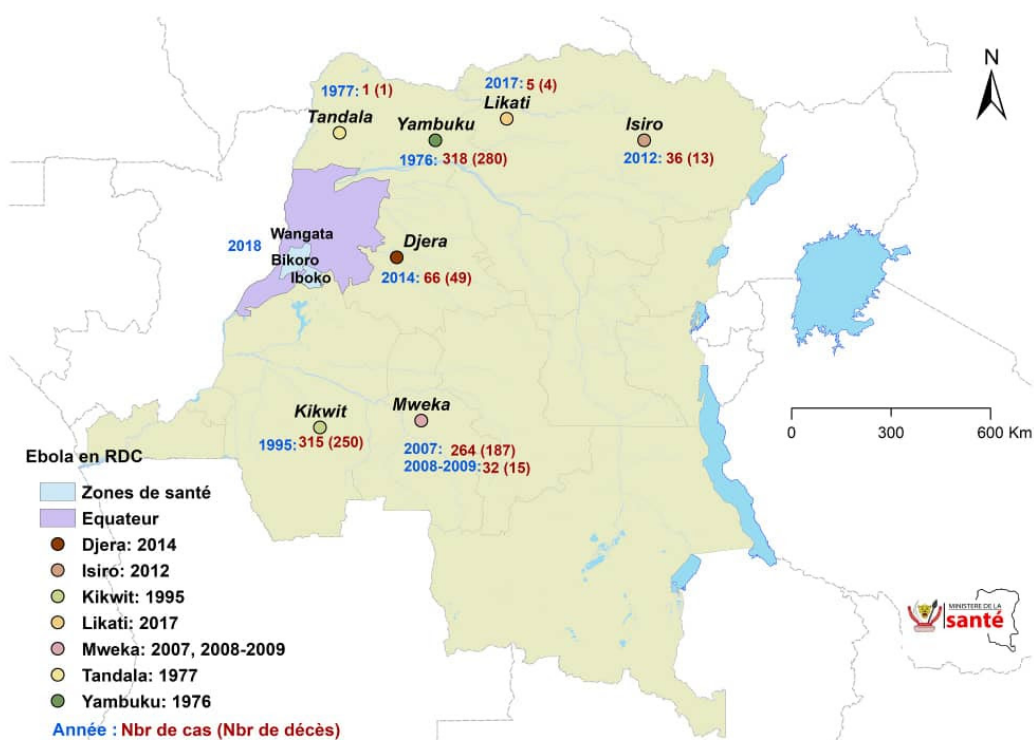 N
1977: 1 (1)
Tandala
2017: 5 (4)
Likati
Yambuku
1976: 318 (280)
Isiro
2012: 36 (13)
2018
Wangata
Bikoro
Iboko
Djera
2014: 66 (49)
Kikwit
1995: 315 (250)
Mweka
2007: 264 (187)
2008-2009: 32 (15)
0 300 600 Km
Ebola en RDC
Zones de santé
Equateur
Djera: 2014
Isiro: 2012
Kikwit: 1995
Likati: 2017
Mweka: 2007, 2008-2009
Tandala: 1977
Yambuku: 1976
Année : Nbr de cas (Nbr de décès)
MINISTERE DE LA
santé